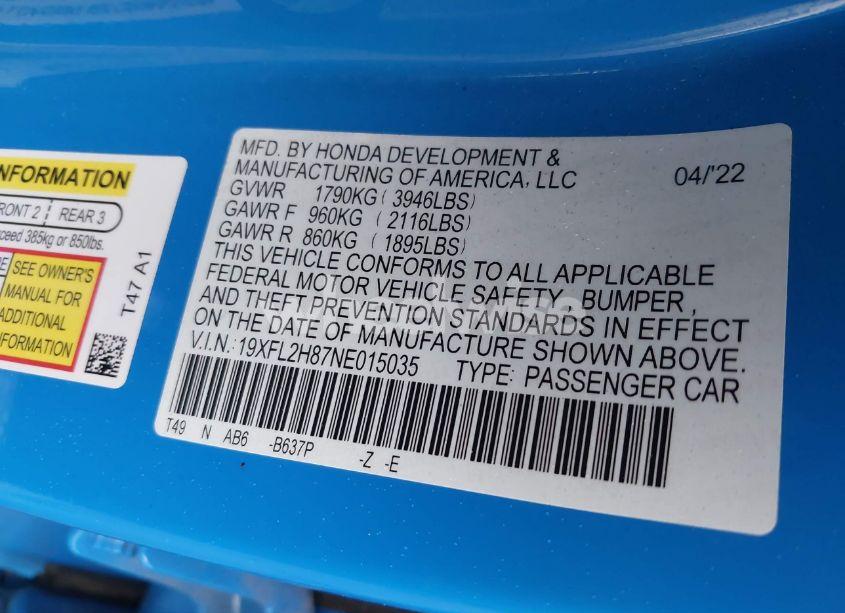 NFORMATION
RONT 2 REAR 3
ceed 385kg or 850lbs.
SEE OWNER'S
MANUAL FOR
ADDITIONAL
INFORMATION
T47 A1
MFD. BY HONDA DEVELOPMENT &
MANUFACTURING OF AMERICA, LLC 04/'22
GVWR 1790KG ( 3946LBS)
GAWR F 960KG ( 2116LBS)
GAWR R 860KG ( 1895LBS)
THIS VEHICLE CONFORMS TO ALL APPLICABLE
FEDERAL MOTOR VEHICLE SAFETY, BUMPER,
AND THEFT PREVENTION STANDARDS IN EFFECT
ON THE DATE OF MANUFACTURE SHOWN ABOVE.
V.I.N.:19XFL2H87NE015035 TYPE: PASSENGER CAR
T49 N AB6 -B637P -Z -E